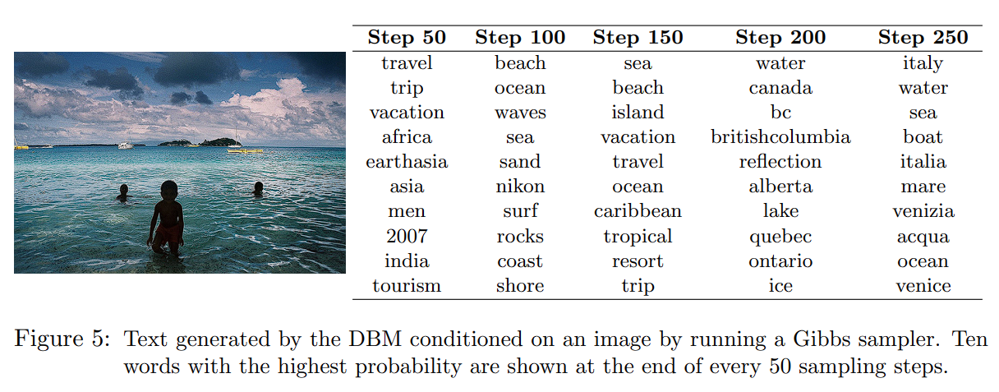 Step 50 Step 100 Step 150 Step 200 Step 250
travel beach sea water italy
trip ocean beach canada water
vacation waves island bc sea
africa sea vacation britishcolumbia boat
earthasia sand travel reflection italia
asia nikon ocean alberta mare
men surf caribbean lake venizia
2007 rocks tropical quebec acqua
india coast resort ontario ocean
tourism shore trip ice venice
Figure 5: Text generated by the DBM conditioned on an image by running a Gibbs sampler. Ten
words with the highest probability are shown at the end of every 50 sampling steps.